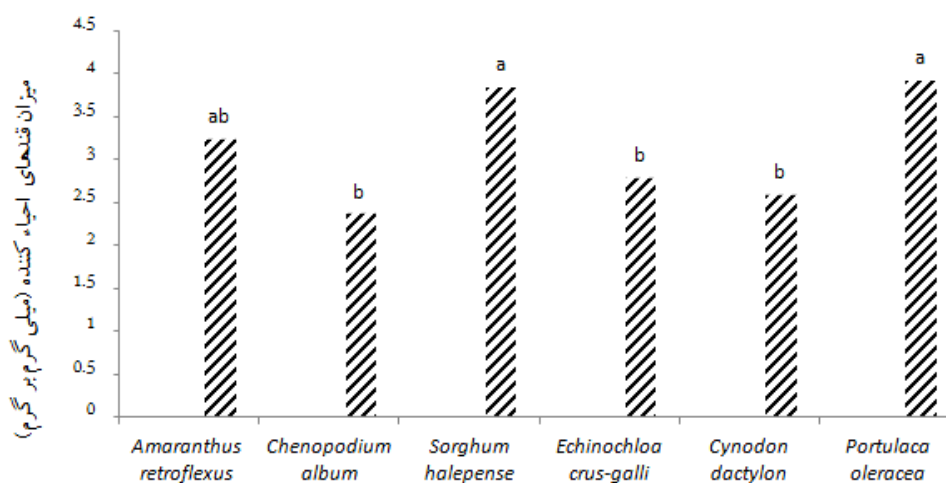 میزان قندهای احیاء کننده (میلی گرم بر گرم)
4.5
4
3.5
3
2.5
2
1.5
1
0.5
0
ab
b
a
b
b
a
Amaranthus retroflexus
Chenopodium album
Sorghum halepense
Echinochloa crus-galli
Cynodon dactylon
Portulaca oleracea